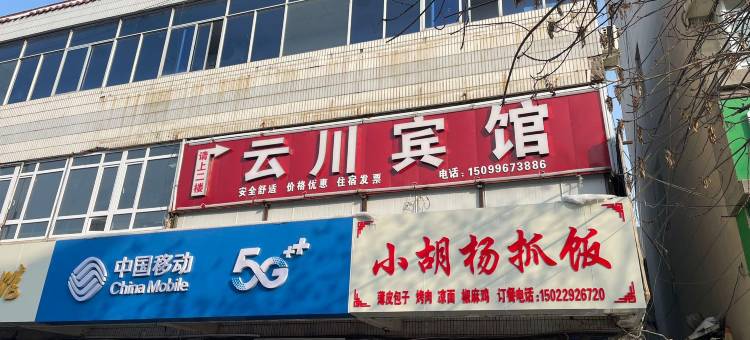 请上二楼
云川宾馆
安全舒适 价格优惠 住宿发票 电话:15099673886
中国移动
China Mobile
5G++
小胡杨抓饭
薄皮包子 烤肉 凉面 椒麻鸡 订餐电话:15022926720